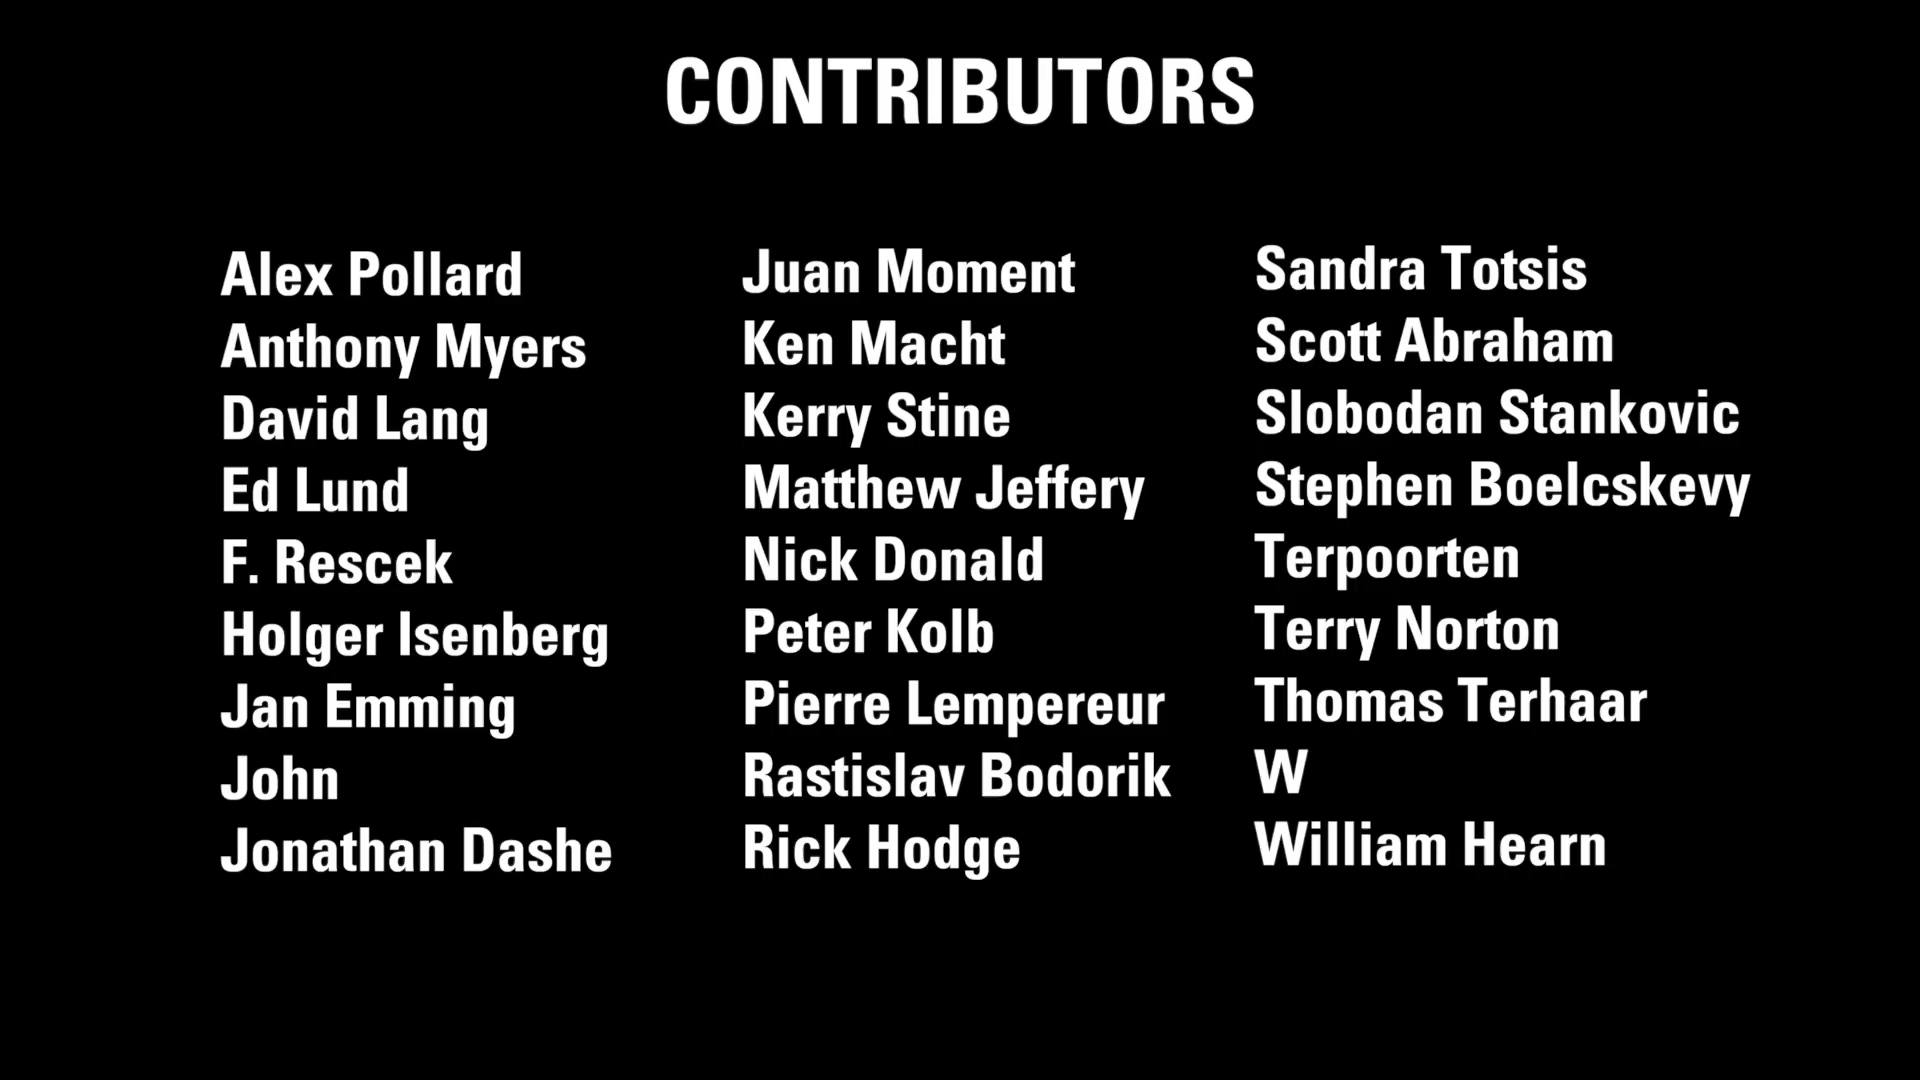 CONTRIBUTORS
Alex Pollard
Anthony Myers
David Lang
Ed Lund
F. Rescek
Holger Isenberg
Jan Emming
John
Jonathan Dashe
Juan Moment
Ken Macht
Kerry Stine
Matthew Jeffery
Nick Donald
Peter Kolb
Pierre Lempereur
Rastislav Bodorik
Rick Hodge
Sandra Totsis
Scott Abraham
Slobodan Stankovic
Stephen Boelcskevy
Terpoorten
Terry Norton
Thomas Terhaar
W
William Hearn